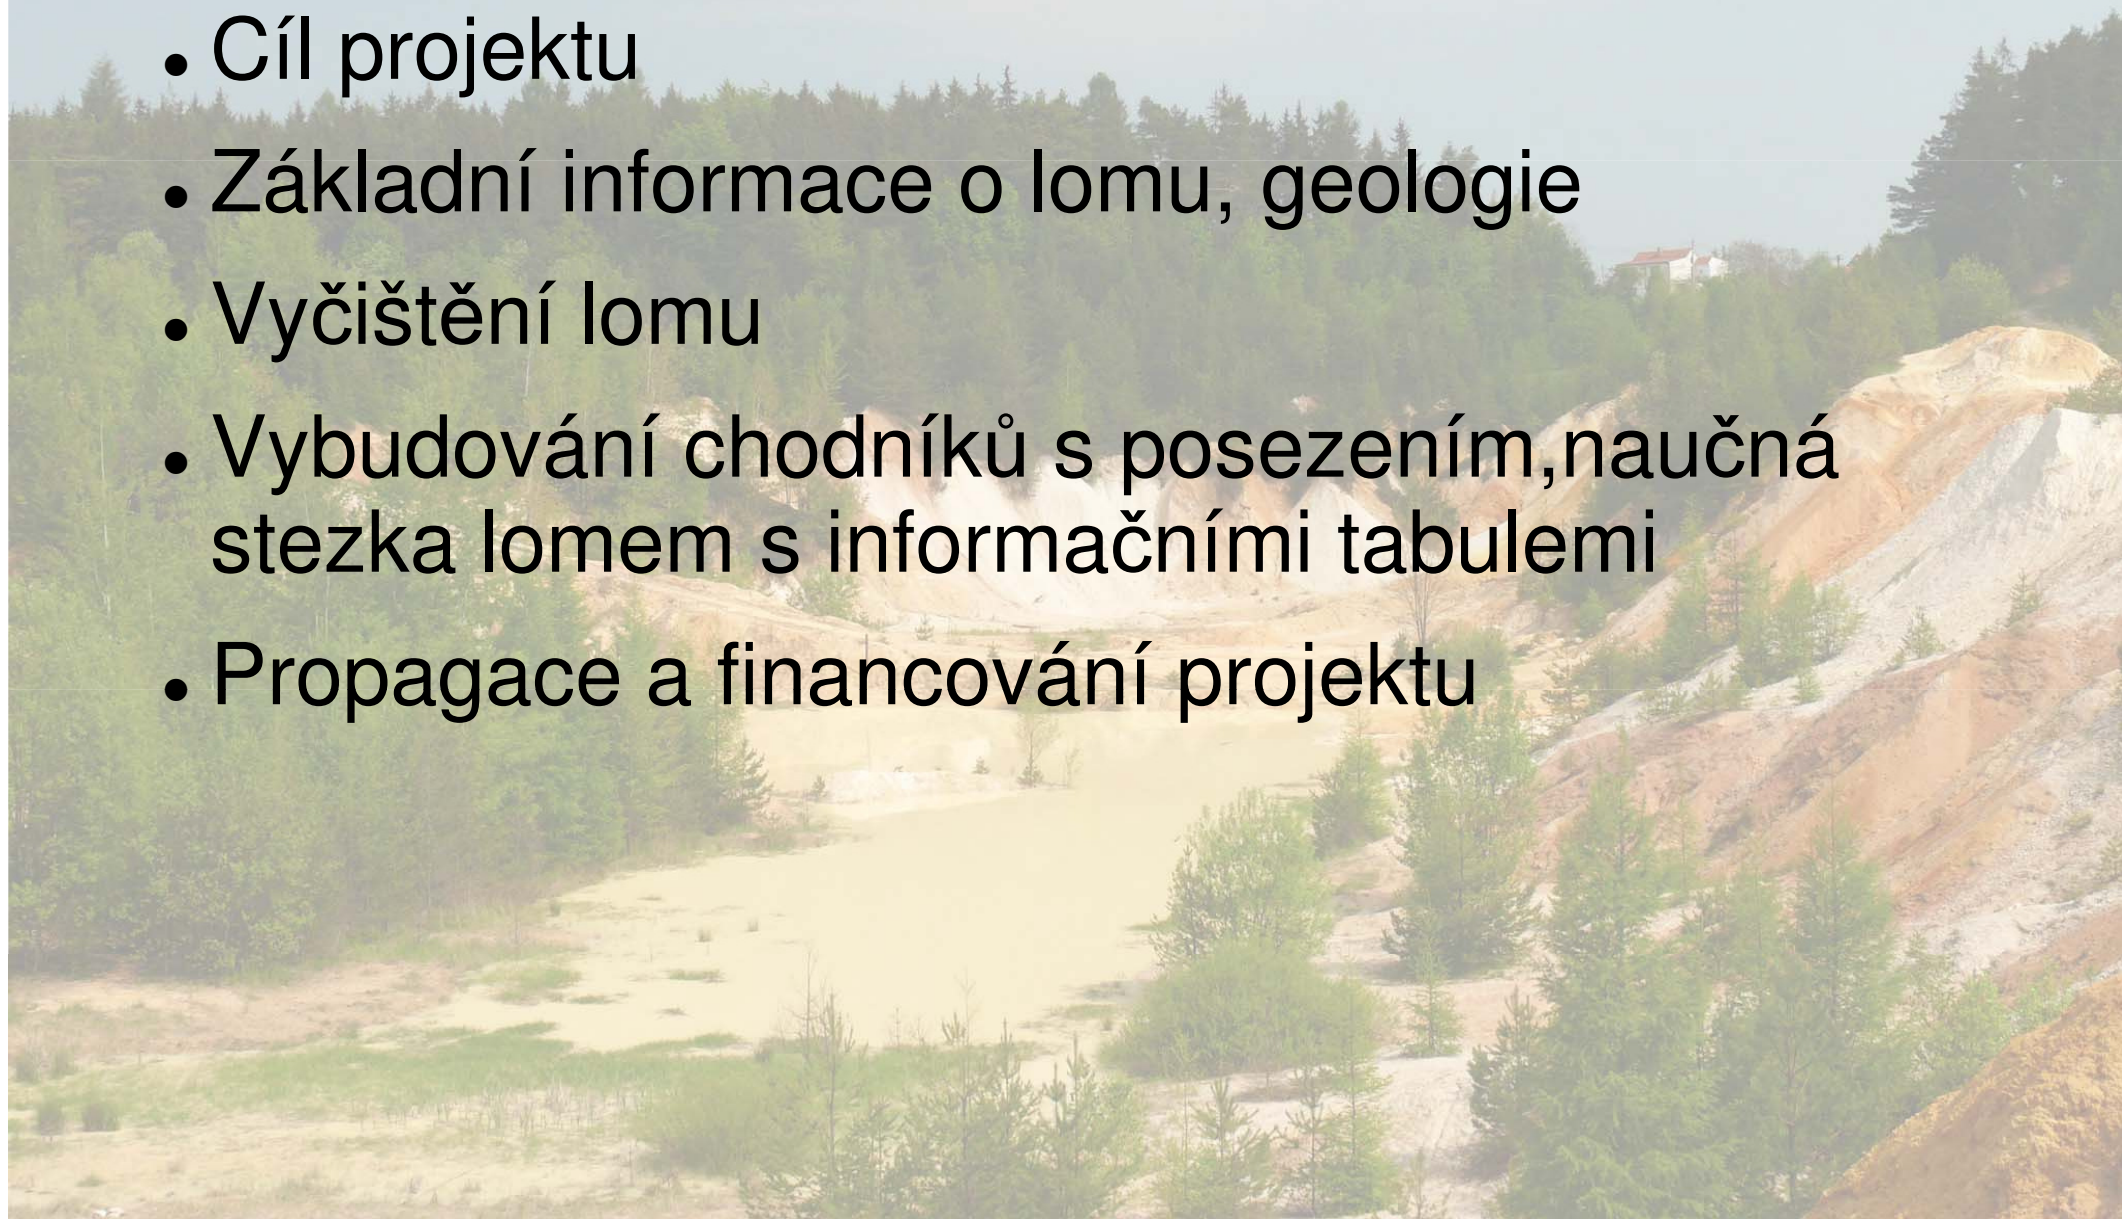 • Cíl projektu
• Základní informace o lomu, geologie
• Vyčištění lomu
• Vybudování chodníků s posezením,naučná
stezka lomem s informačními tabulemi
• Propagace a financování projektu